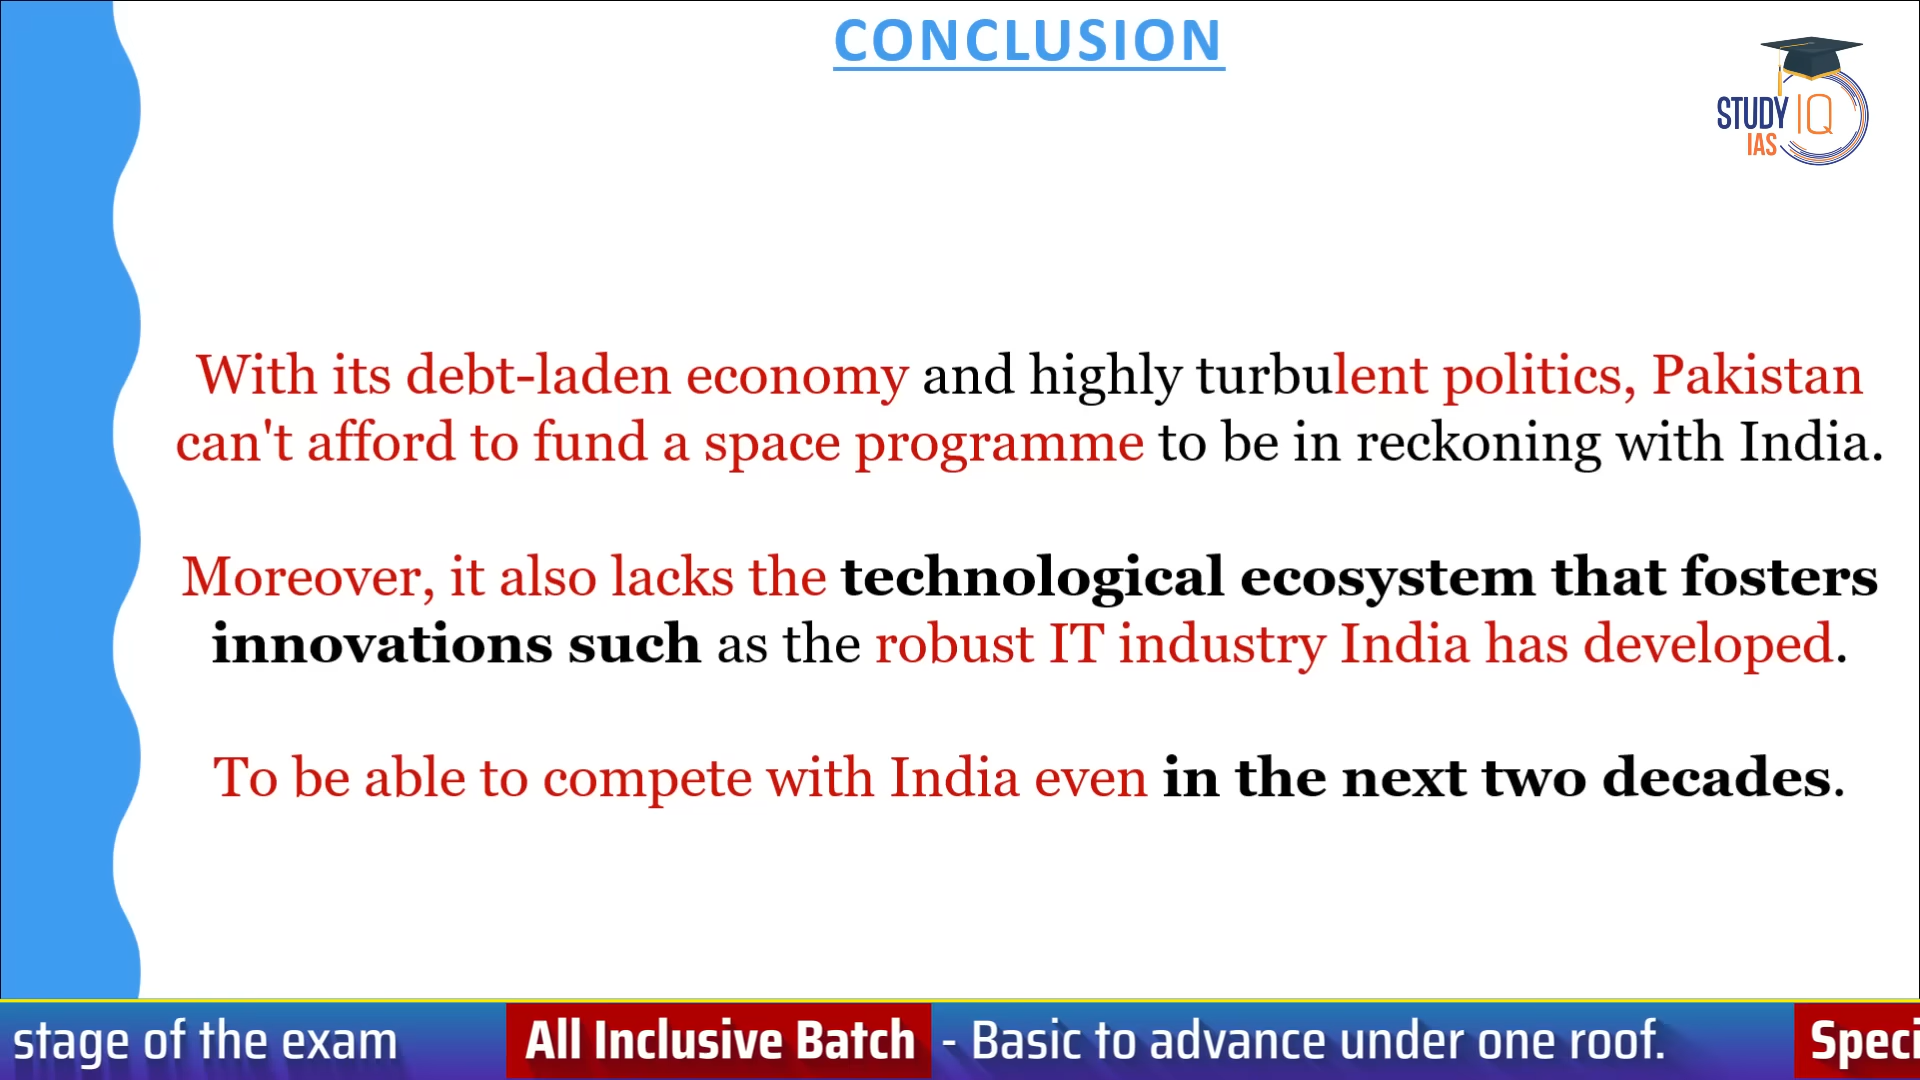 CONCLUSION
STUDY IQ
IAS
With its debt-laden economy and highly turbulent politics, Pakistan
can't afford to fund a space programme to be in reckoning with India.
Moreover, it also lacks the technological ecosystem that fosters
innovations such as the robust IT industry India has developed.
To be able to compete with India even in the next two decades.
stage of the exam All Inclusive Batch - Basic to advance under one roof. Speci